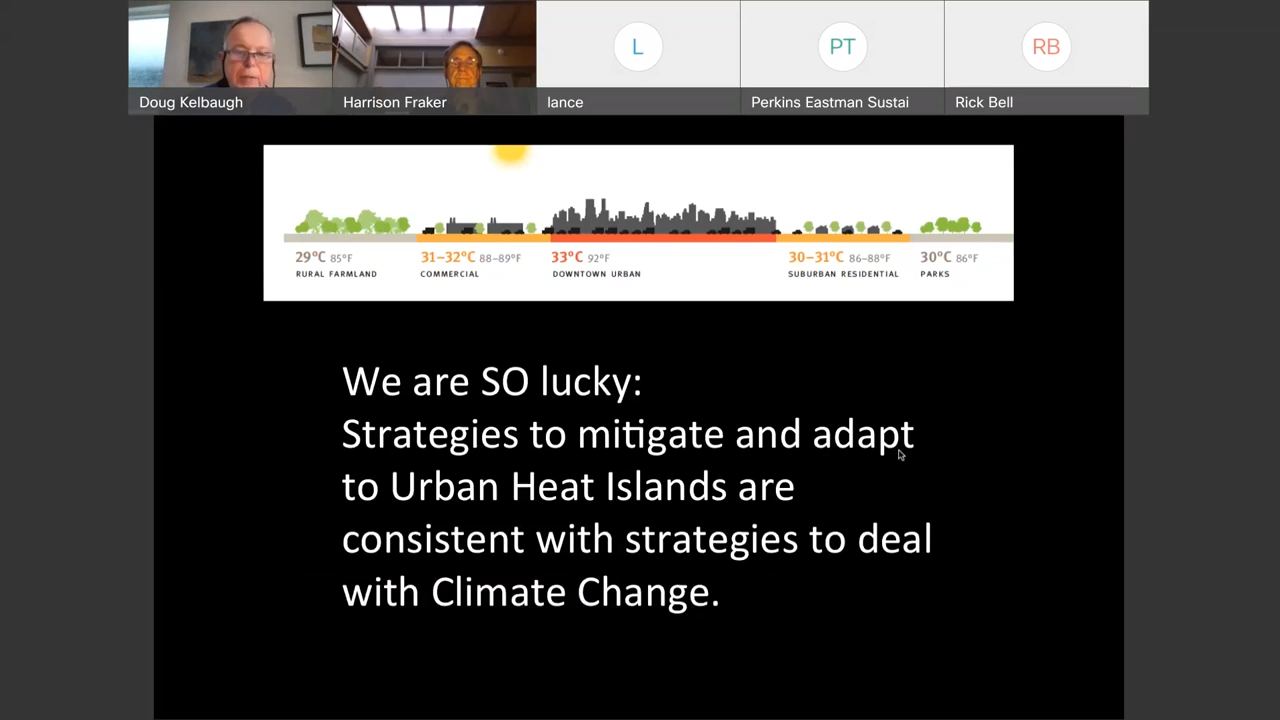 L
PT
RB
Doug Kelbaugh
Harrison Fraker
lance
Perkins Eastman Sustai
Rick Bell
29°C 85°F
RURAL FARMLAND
31–32°C 88–89°F
COMMERCIAL
33°C 92°F
DOWNTOWN URBAN
30–31°C 86–88°F
SUBURBAN RESIDENTIAL
30°C 86°F
PARKS
We are SO lucky:
Strategies to mitigate and adapt
to Urban Heat Islands are
consistent with strategies to deal
with Climate Change.